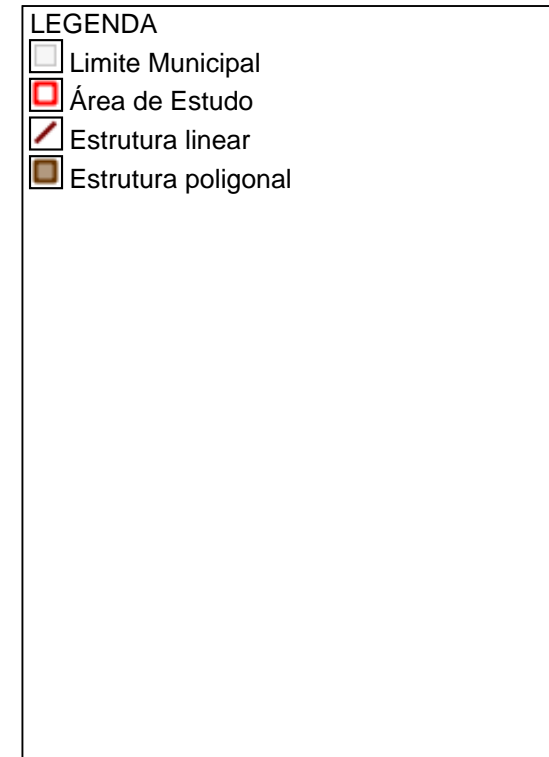 LEGENDA
Limite Municipal
Área de Estudo
Estrutura linear
Estrutura poligonal